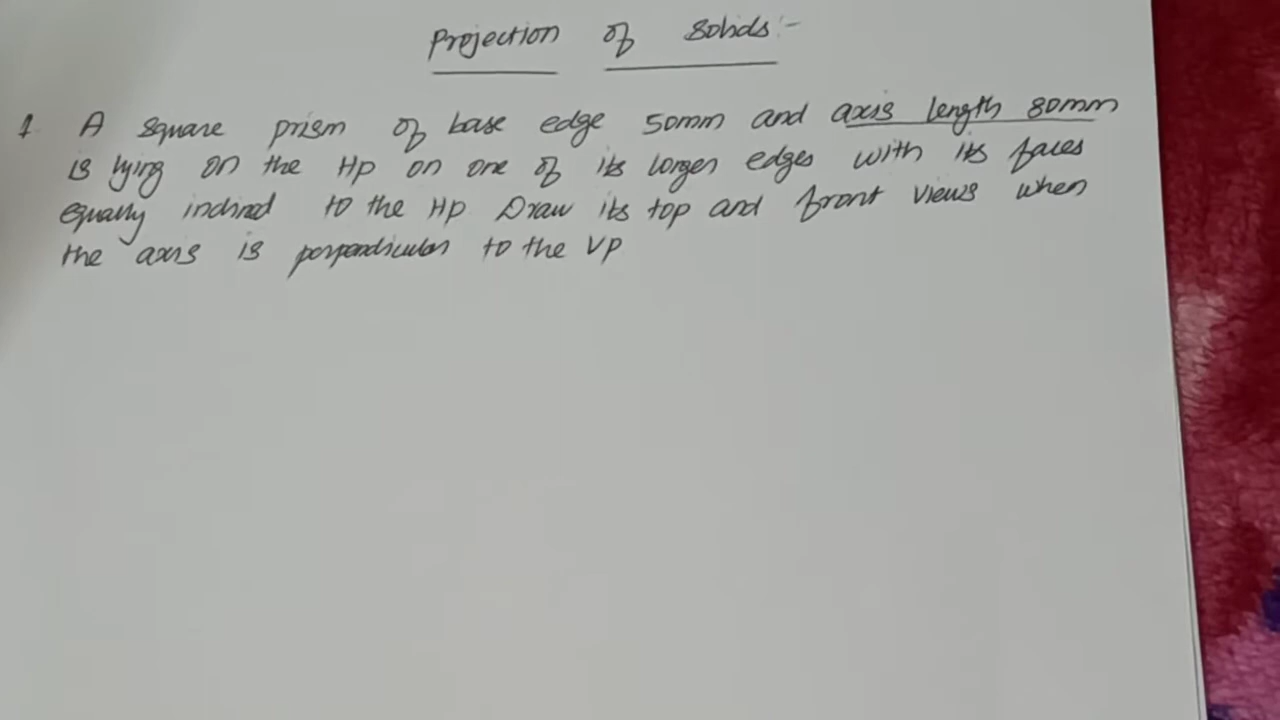 Projection of Solids:-
1. A square prism of base edge 50mm and axis length 80mm
is lying on the Hp on one of its longer edges with its faces
equally inclined to the Hp Draw its top and front views when
the axis is perpendicular to the Vp